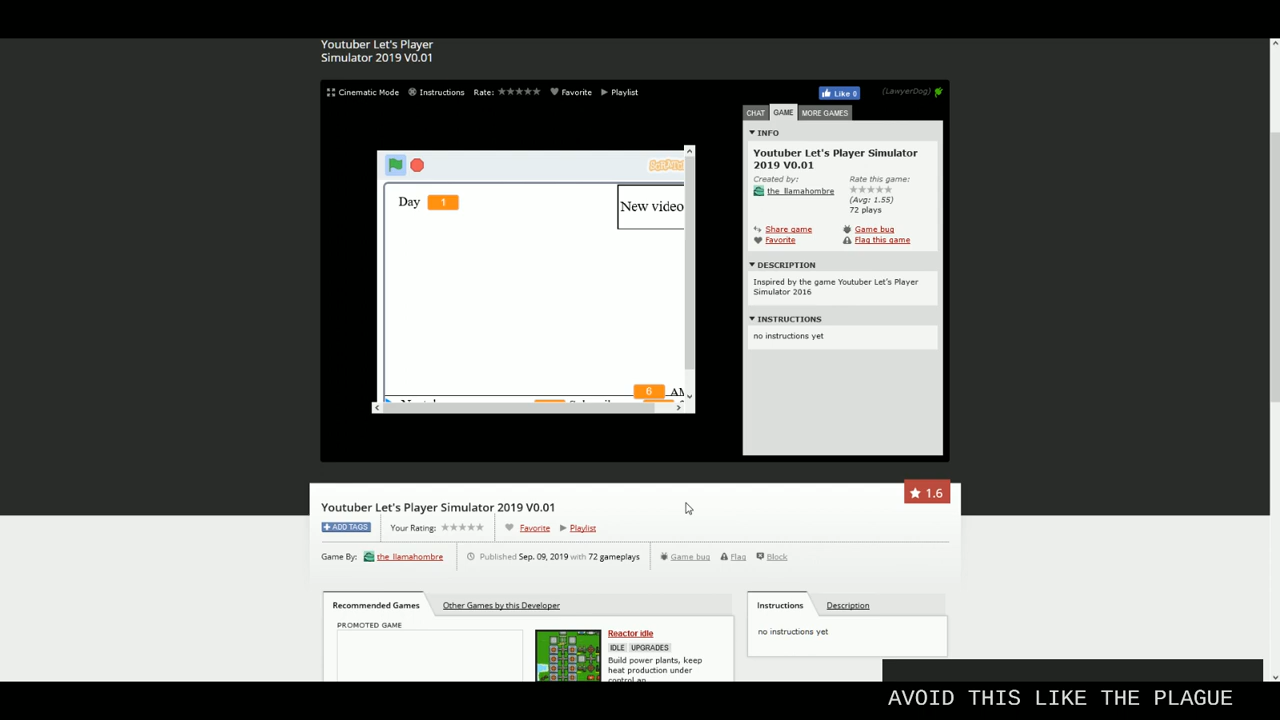 Youtuber Let's Player
Simulator 2019 V0.01
Cinematic Mode Instructions Rate: Favorite Playlist
Like 0 (LawyerDog)
CHAT GAME MORE GAMES
INFO
Youtuber Let's Player Simulator
2019 V0.01
Created by: Rate this game:
the_llamahombre
(Avg: 1.55)
72 plays
Share game Game bug
Favorite Flag this game
DESCRIPTION
Inspired by the game Youtuber Let's Player
Simulator 2016
INSTRUCTIONS
no instructions yet
Day 1
New video
6 AM
1.6
Youtuber Let's Player Simulator 2019 V0.01
ADD TAGS Your Rating: Favorite Playlist
Game By: the_llamahombre Published Sep. 09, 2019 with 72 gameplays Game bug Flag Block
Recommended Games Other Games by this Developer
PROMOTED GAME
Reactor idle
IDLE UPGRADES
Build power plants, keep
heat production under
Instructions Description
no instructions yet
AVOID THIS LIKE THE PLAGUE